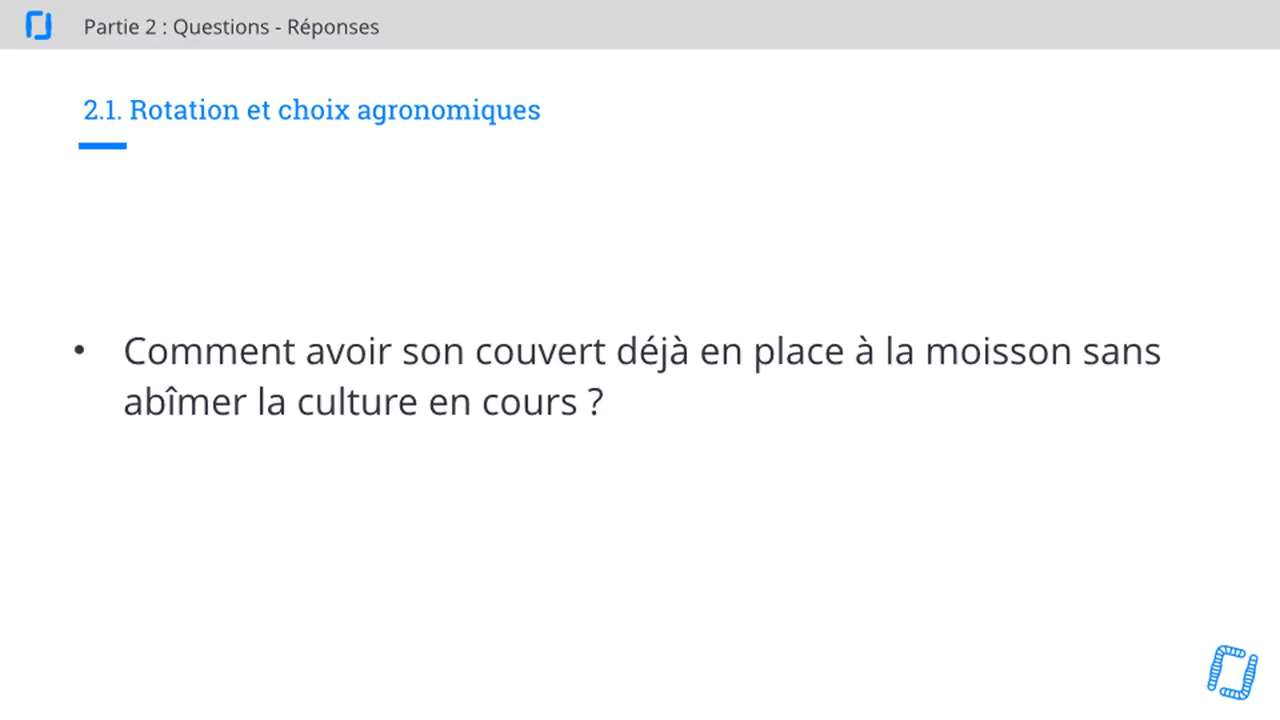 Partie 2 : Questions - Réponses
2.1. Rotation et choix agronomiques
• Comment avoir son couvert déjà en place à la moisson sans
abîmer la culture en cours ?